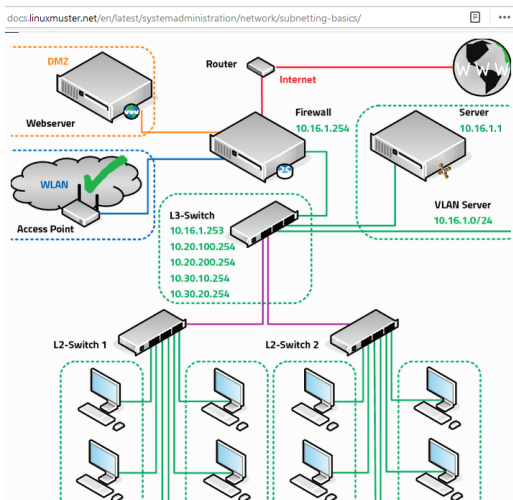 docs.linuxmuster.net/en/latest/systemadministration/network/subnetting-basics/
DMZ
Webserver
Router
Internet
WWW
Firewall
10.16.1.254
Server
10.16.1.1
VLAN Server
10.16.1.0/24
WLAN
Access Point
L3-Switch
10.16.1.253
10.20.100.254
10.20.200.254
10.30.10.254
10.30.20.254
L2-Switch 1
L2-Switch 2